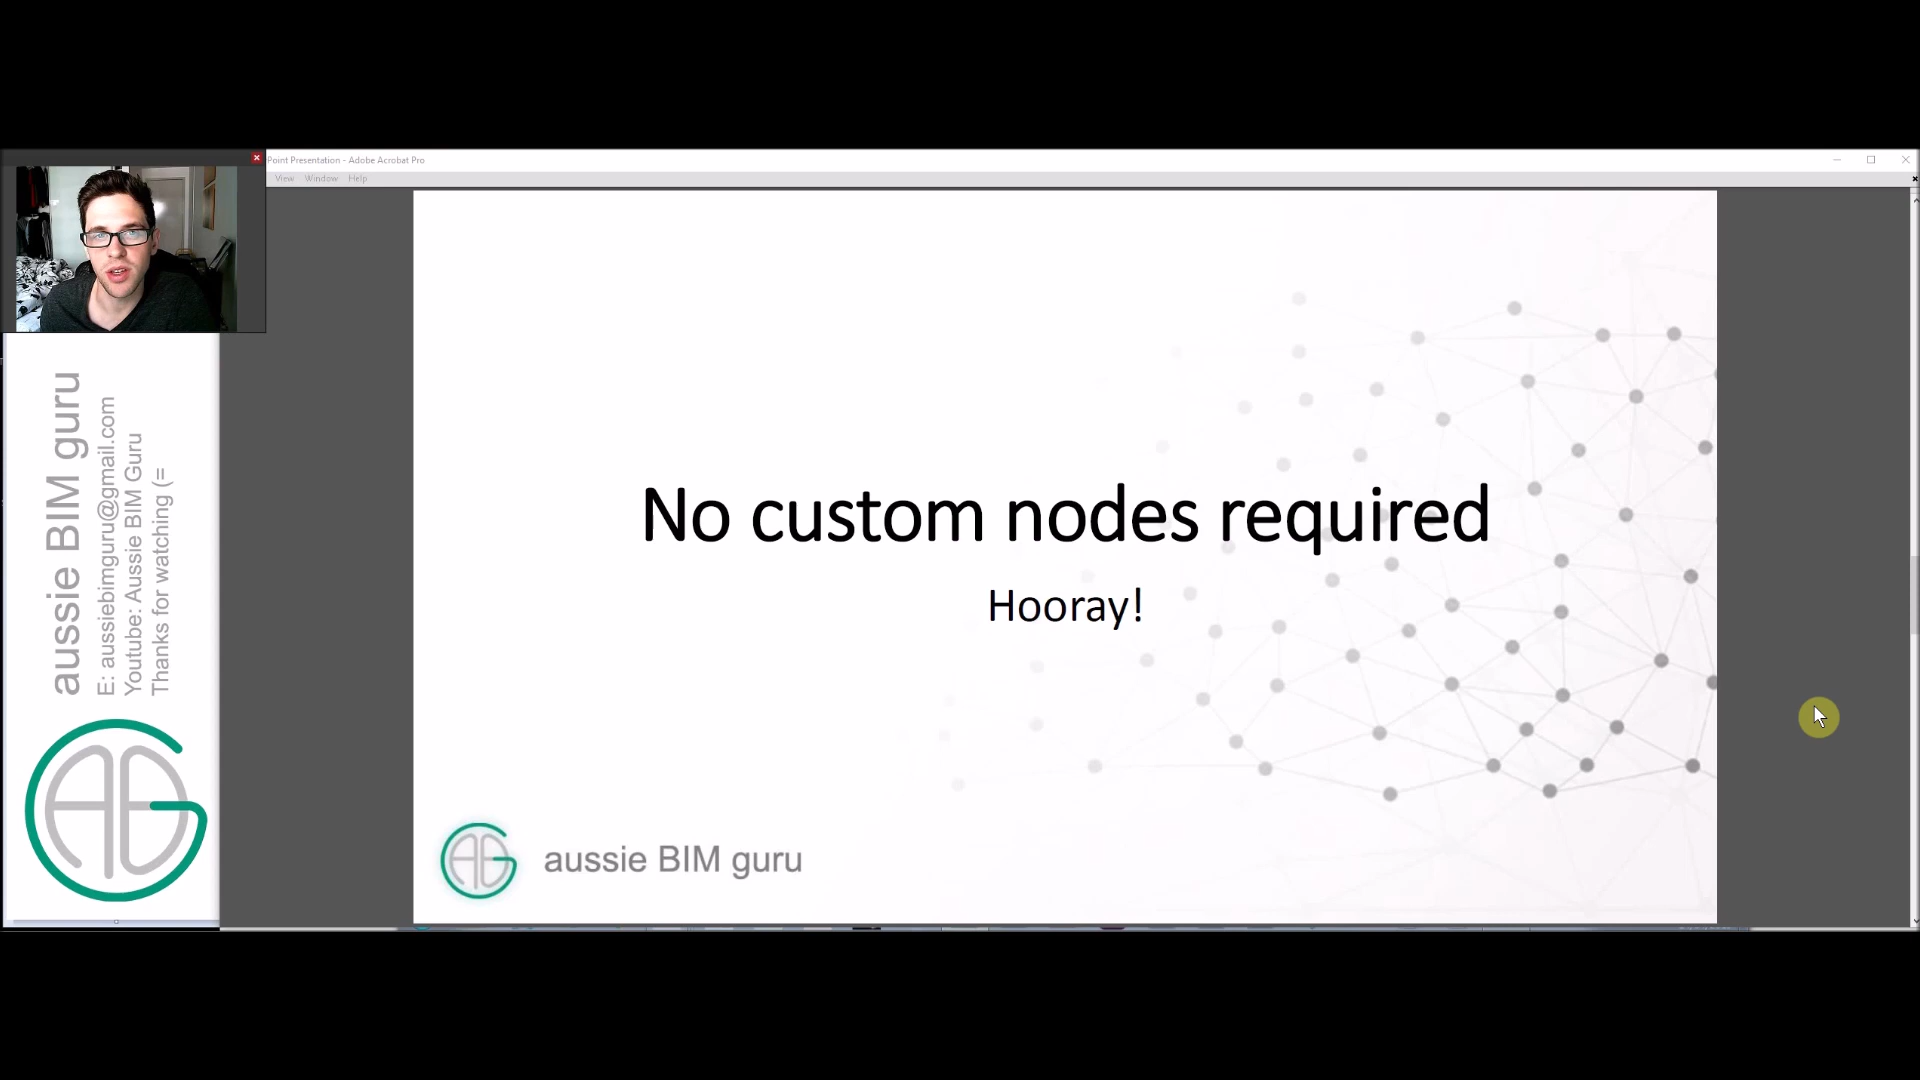 Point Presentation - Adobe Acrobat Pro
View Window Help
No custom nodes required
Hooray!
aussie BIM guru
aussie BIM guru
E: aussiebimguru@gmail.com
Youtube: Aussie BIM Guru
Thanks for watching (=